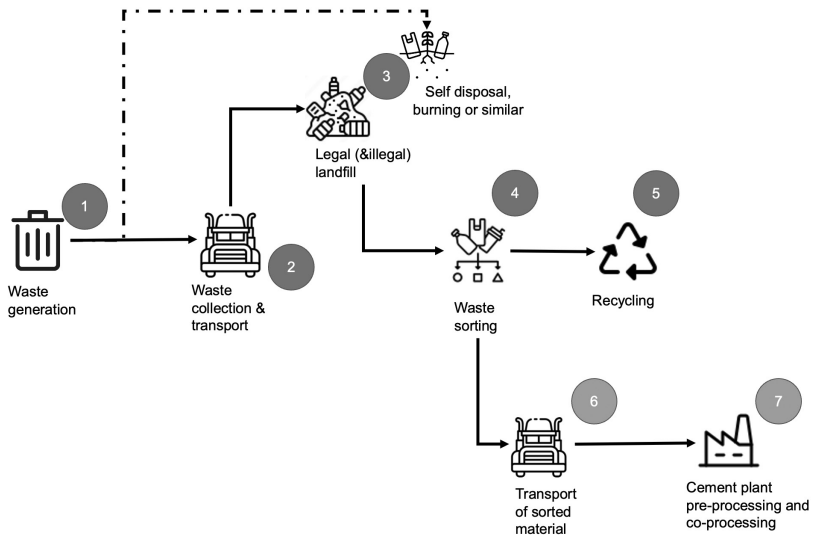 3
Self disposal,
burning or similar
Legal (&illegal)
landfill
1
2
Waste
generation
Waste
collection &
transport
4
5
Waste
sorting
Recycling
6
7
Transport
of sorted
material
Cement plant
pre-processing and
co-processing